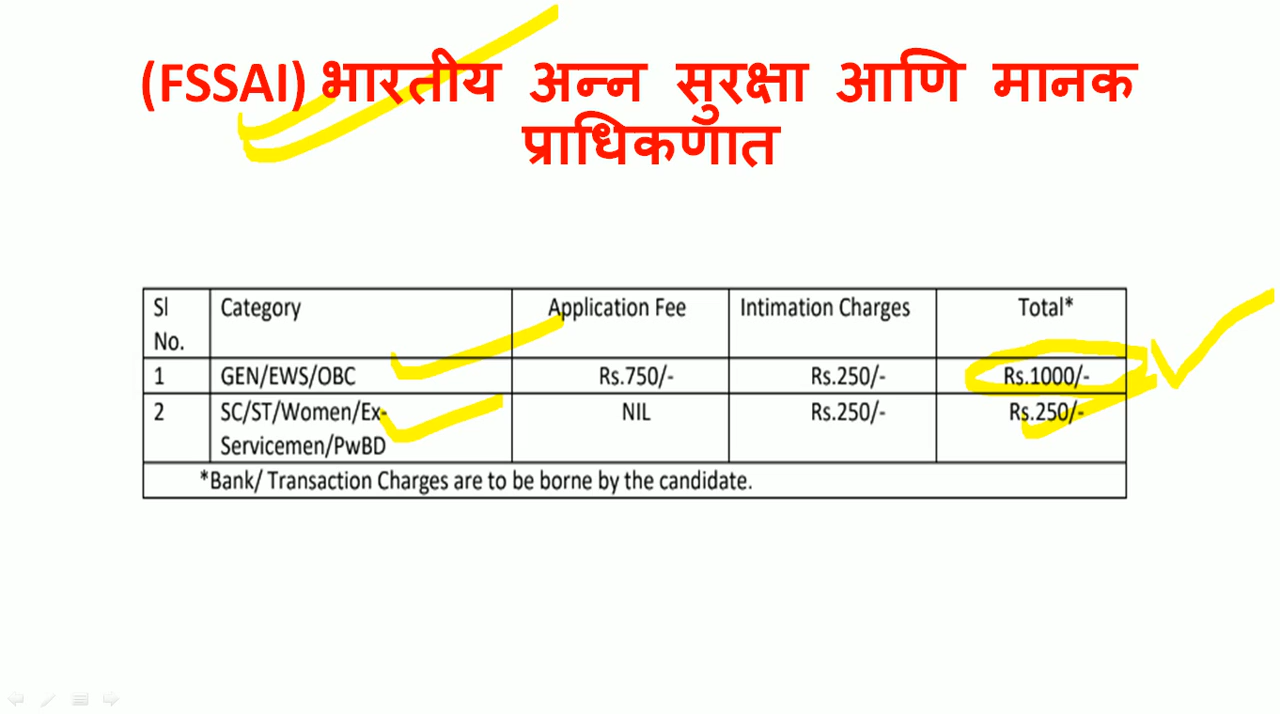 (FSSAI) भारतीय अन्न सुरक्षा आणि मानक
प्राधिकणात
Sl No. Category Application Fee Intimation Charges Total*
1 GEN/EWS/OBC Rs.750/- Rs.250/- Rs.1000/-
2 SC/ST/Women/Ex- NIL Rs.250/- Rs.250/-
Servicemen/PwBD
*Bank/ Transaction Charges are to be borne by the candidate.